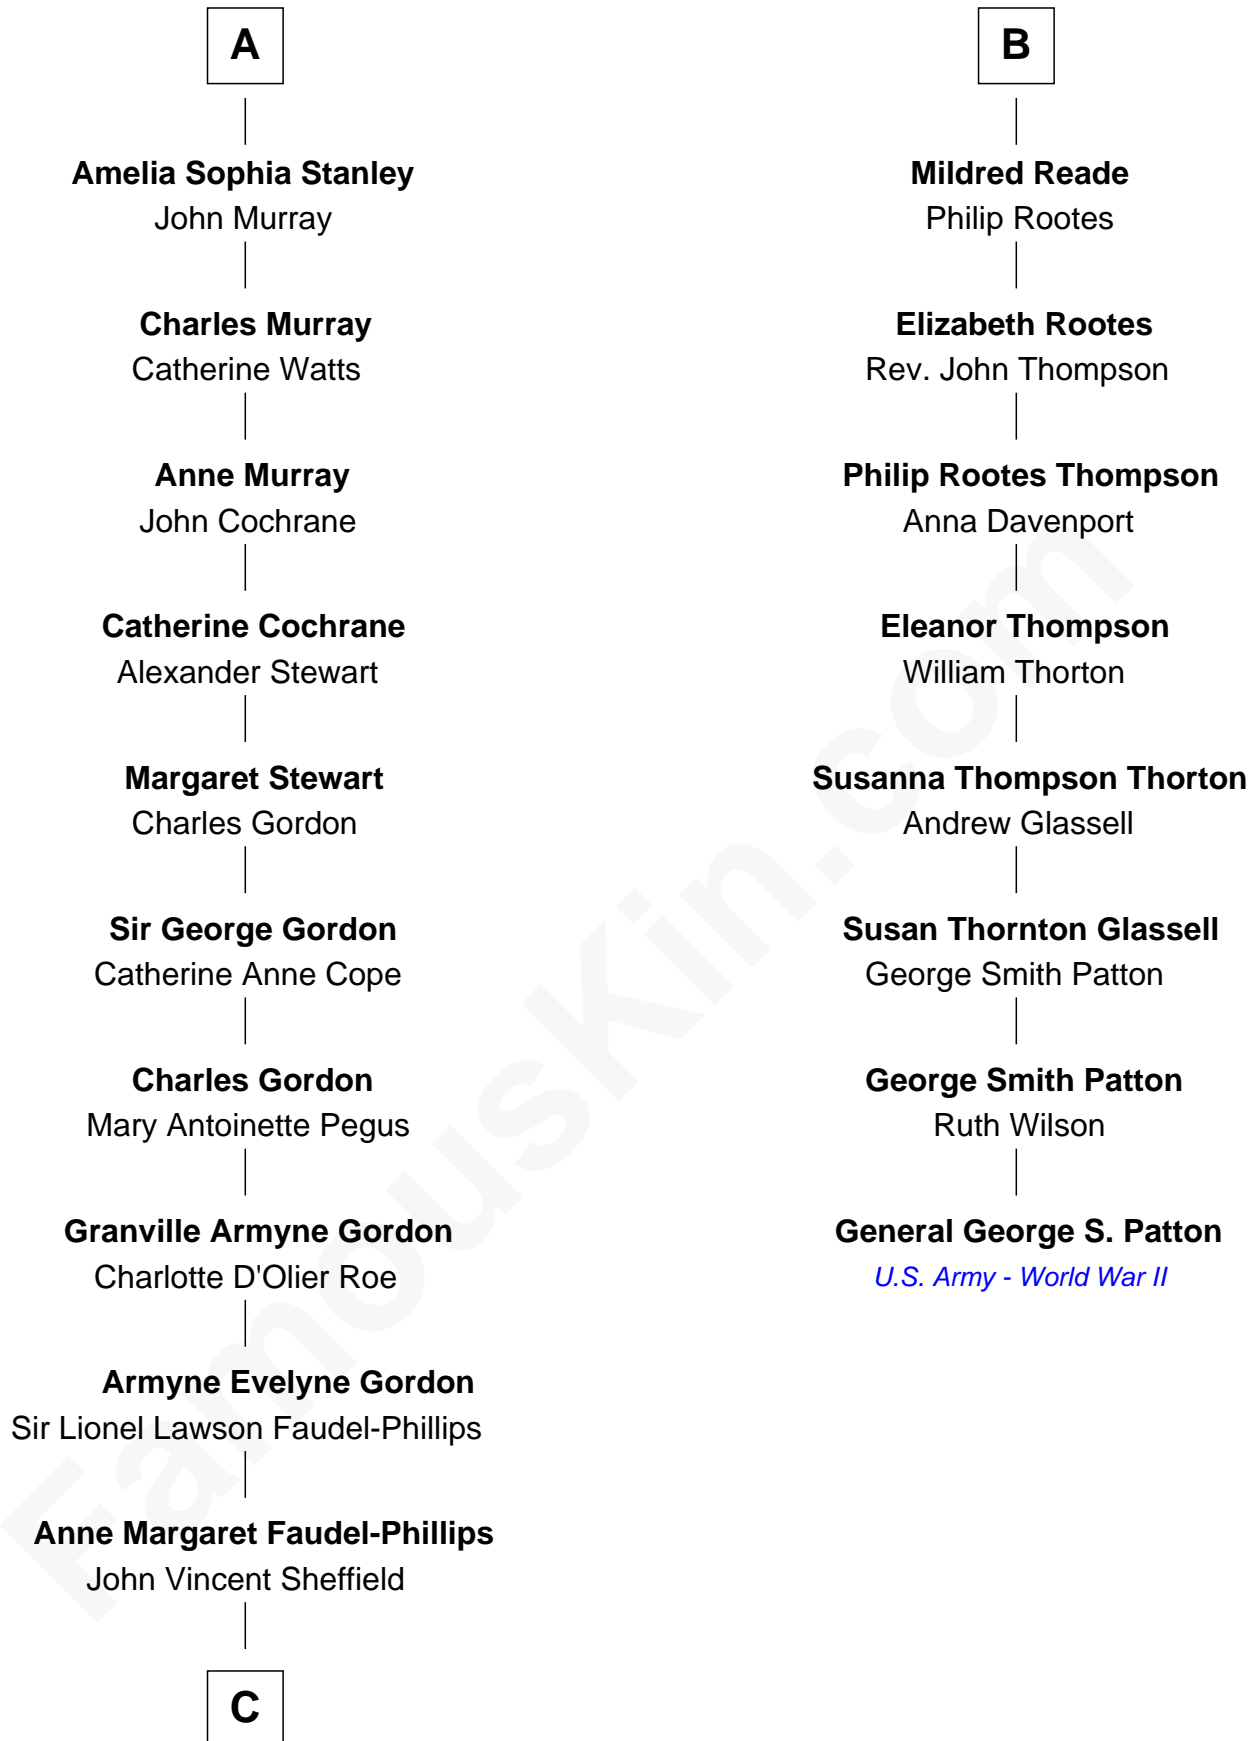 A
Amelia Sophia Stanley
John Murray
Charles Murray
Catherine Watts
Anne Murray
John Cochrane
Catherine Cochrane
Alexander Stewart
Margaret Stewart
Charles Gordon
Sir George Gordon
Catherine Anne Cope
Charles Gordon
Mary Antoinette Pegus
Granville Armyne Gordon
Charlotte D'Olier Roe
Armyne Evelyne Gordon
Sir Lionel Lawson Faudel-Phillips
Anne Margaret Faudel-Phillips
John Vincent Sheffield
C
B
Mildred Reade
Philip Rootes
Elizabeth Rootes
Rev. John Thompson
Philip Rootes Thompson
Anna Davenport
Eleanor Thompson
William Thorton
Susanna Thompson Thorton
Andrew Glassell
Susan Thornton Glassell
George Smith Patton
George Smith Patton
Ruth Wilson
General George S. Patton
U.S. Army - World War II
FamousKin.com